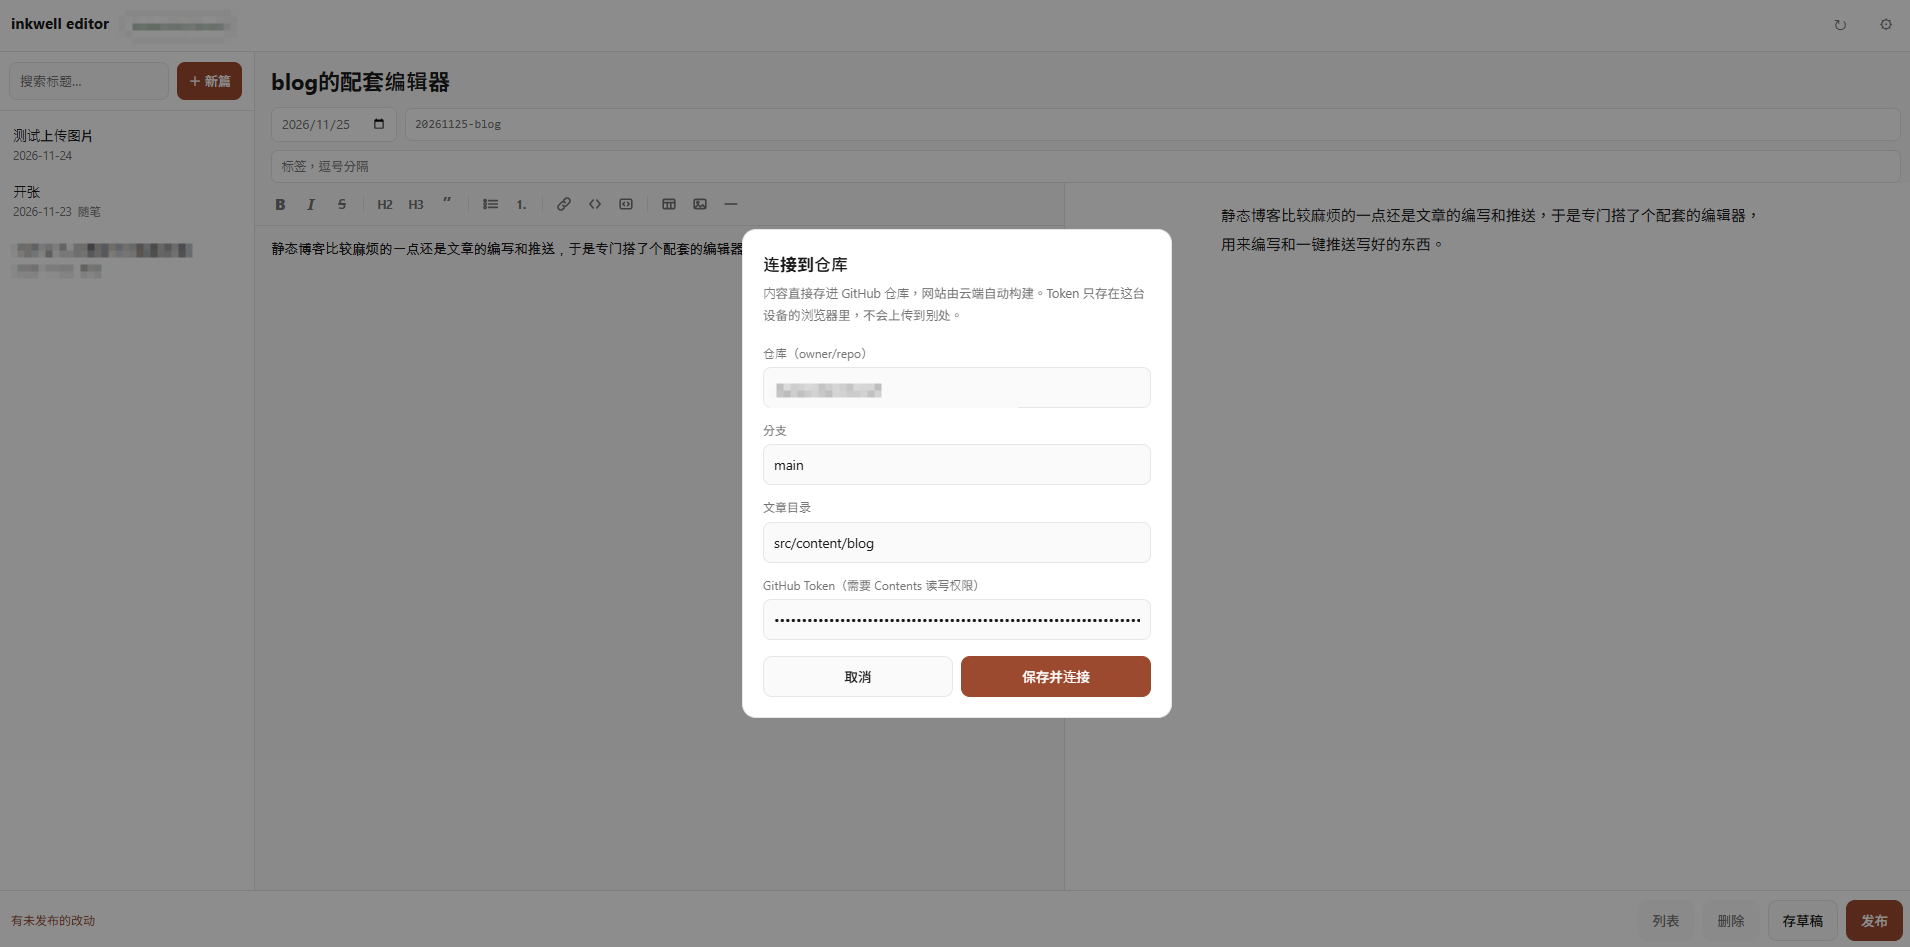 inkwell editor
搜索标题...
+ 新篇
测试上传图片
2026-11-24
开张
2026-11-23 随笔
blog的配套编辑器
2026/11/25
20261125-blog
标签，逗号分隔
B I S H2 H3 ” 1.
静态博客比较麻烦的一点还是文章的编写和推送，于是专门搭了个配套的编辑器
静态博客比较麻烦的一点还是文章的编写和推送，于是专门搭了个配套的编辑器，
用来编写和一键推送写好的东西。
连接到仓库
内容直接存进 GitHub 仓库，网站由云端自动构建。Token 只存在这台
设备的浏览器里，不会上传到别处。
仓库（owner/repo）
分支
main
文章目录
src/content/blog
GitHub Token（需要 Contents 读写权限）
取消
保存并连接
有未发布的改动
列表
删除
存草稿
发布